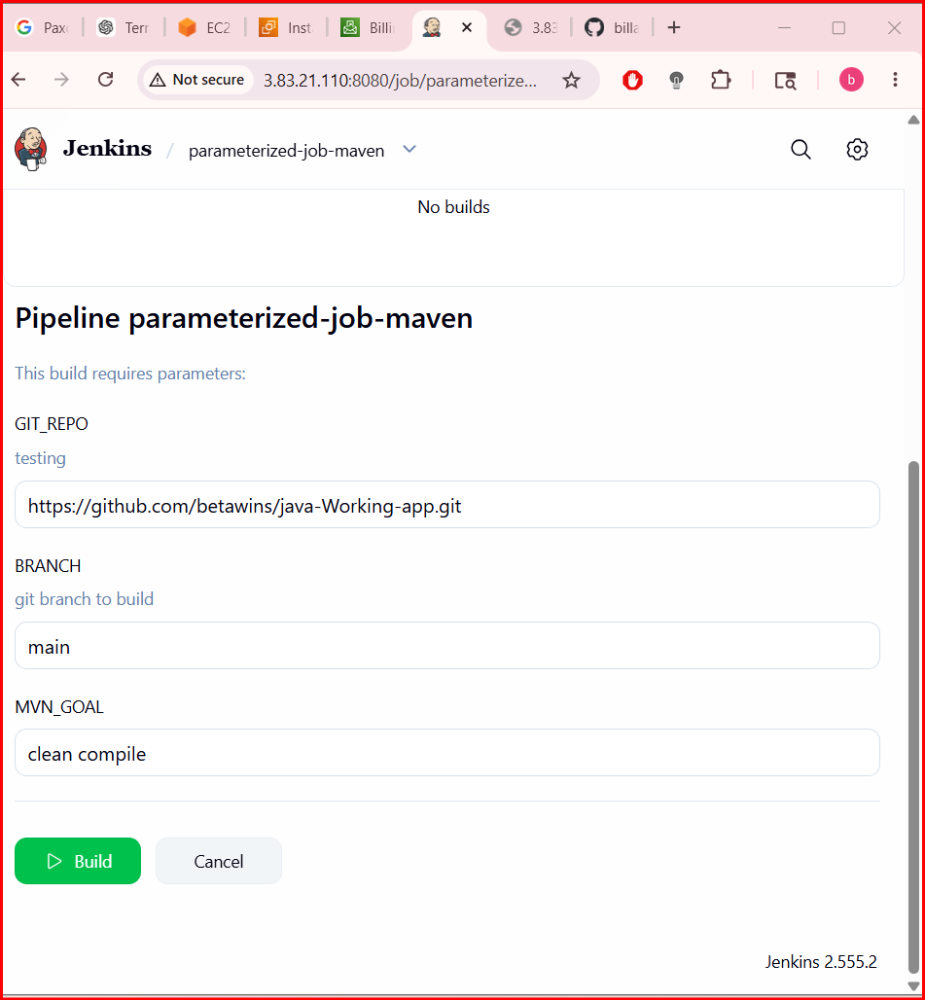 Pax
Terr
EC2
Inst
Billi
3.83
billa
Not secure
3.83.21.110:8080/job/parameterize...
b
Jenkins / parameterized-job-maven
No builds
Pipeline parameterized-job-maven
This build requires parameters:
GIT_REPO
testing
https://github.com/betawins/java-Working-app.git
BRANCH
git branch to build
main
MVN_GOAL
clean compile
Build
Cancel
Jenkins 2.555.2